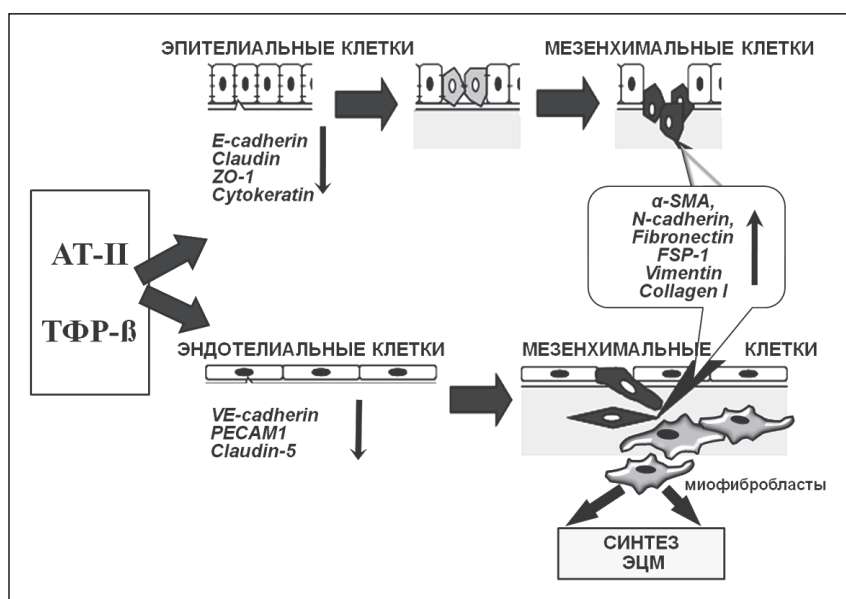 ЭПИТЕЛИАЛЬНЫЕ КЛЕТКИ
МЕЗЕНХИМАЛЬНЫЕ КЛЕТКИ
E-cadherin
Claudin
ZO-1
Cytokeratin
α-SMA,
N-cadherin,
Fibronectin
FSP-1
Vimentin
Collagen I
АТ-II
ТФР-ß
ЭНДОТЕЛИАЛЬНЫЕ КЛЕТКИ
МЕЗЕНХИМАЛЬНЫЕ КЛЕТКИ
VE-cadherin
PECAM1
Claudin-5
миофибробласты
СИНТЕЗ
ЭЦМ